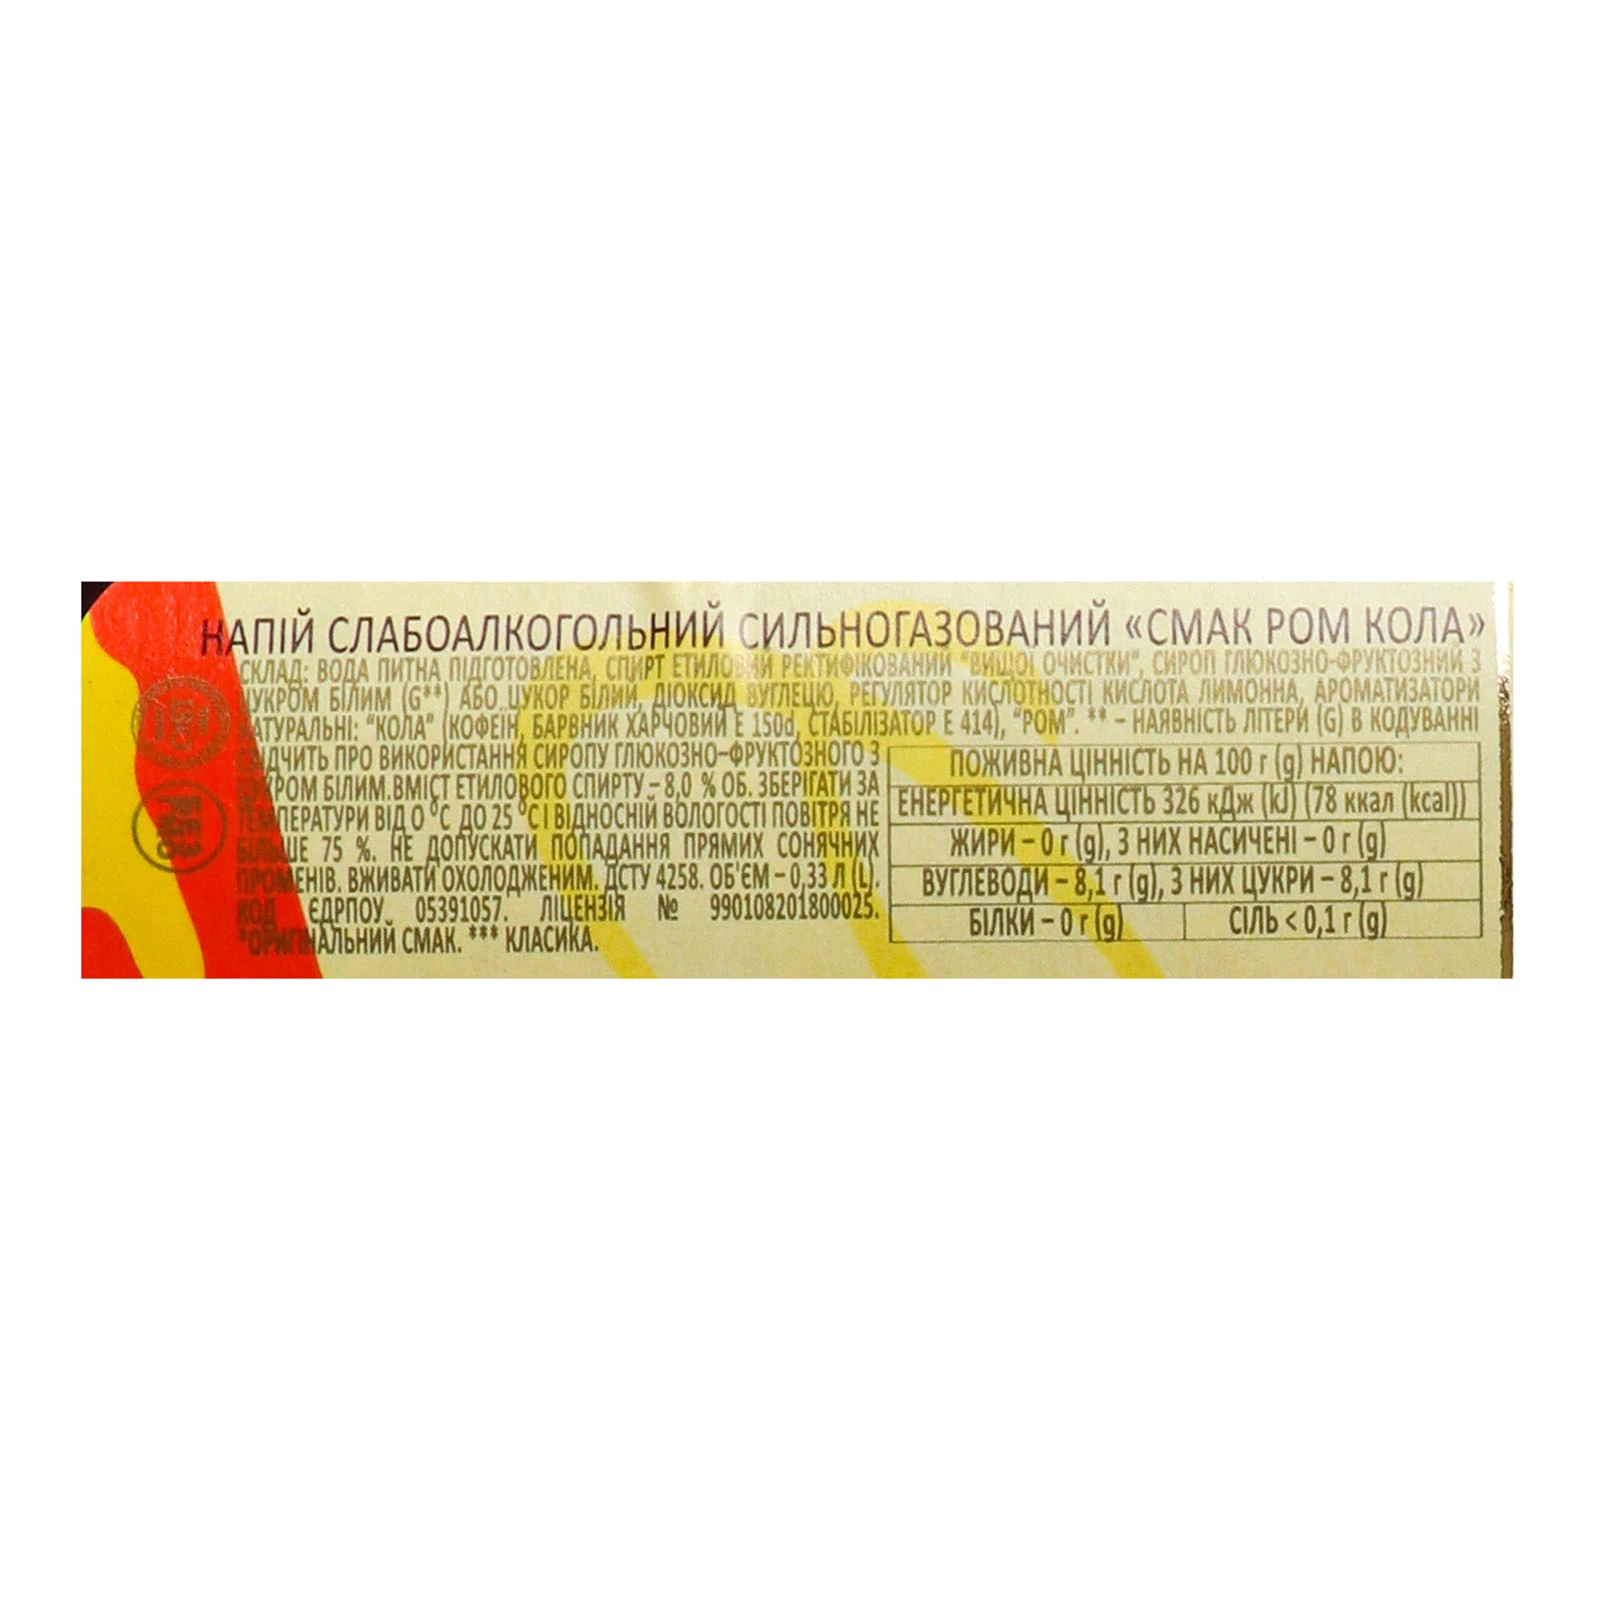 НАПІЙ СЛАБОАЛКОГОЛЬНИЙ СИЛЬНОГАЗОВАНИЙ «СМАК РОМ КОЛА»
СКЛАД: ВОДА ПИТНА ПІДГОТОВЛЕНА, СПИРТ ЕТИЛОВИЙ РЕКТИФІКОВАНИЙ "ВИЩОЇ ОЧИСТКИ", СИРОП ГЛЮКОЗНО-ФРУКТОЗНИЙ З
ЦУКРОМ БІЛИМ (G**) АБО ЦУКОР БІЛИЙ, ДІОКСИД ВУГЛЕЦЮ, РЕГУЛЯТОР КИСЛОТНОСТІ КИСЛОТА ЛИМОННА, АРОМАТИЗАТОРИ
НАТУРАЛЬНІ: "КОЛА" (КОФЕЇН, БАРВНИК ХАРЧОВИЙ Е 150d, СТАБІЛІЗАТОР Е 414), "РОМ". ** – НАЯВНІСТЬ ЛІТЕРИ (G) В КОДУВАННІ
СВІДЧИТЬ ПРО ВИКОРИСТАННЯ СИРОПУ ГЛЮКОЗНО–ФРУКТОЗНОГО З
ЦУКРОМ БІЛИМ.ВМІСТ ЕТИЛОВОГО СПИРТУ – 8,0 % ОБ. ЗБЕРІГАТИ ЗА
ТЕМПЕРАТУРИ ВІД 0 °С ДО 25 °С І ВІДНОСНІЙ ВОЛОГОСТІ ПОВІТРЯ НЕ
БІЛЬШЕ 75 %. НЕ ДОПУСКАТИ ПОПАДАННЯ ПРЯМИХ СОНЯЧНИХ
ПРОМЕНІВ. ВЖИВАТИ ОХОЛОДЖЕНИМ. ДСТУ 4258. ОБ'ЄМ – 0,33 Л (L).
КОД ЄДРПОУ 05391057. ЛІЦЕНЗІЯ № 990108201800025.
*ОРИГІНАЛЬНИЙ СМАК. *** КЛАСИКА.
ПОЖИВНА ЦІННІСТЬ НА 100 г (g) НАПОЮ:
ЕНЕРГЕТИЧНА ЦІННІСТЬ 326 кДж (kJ) (78 ккал (kcal))
ЖИРИ – 0 г (g), З НИХ НАСИЧЕНІ – 0 г (g)
ВУГЛЕВОДИ – 8,1 г (g), З НИХ ЦУКРИ – 8,1 г (g)
БІЛКИ – 0 г (g) СІЛЬ < 0,1 г (g)
БЕЗ ГМО